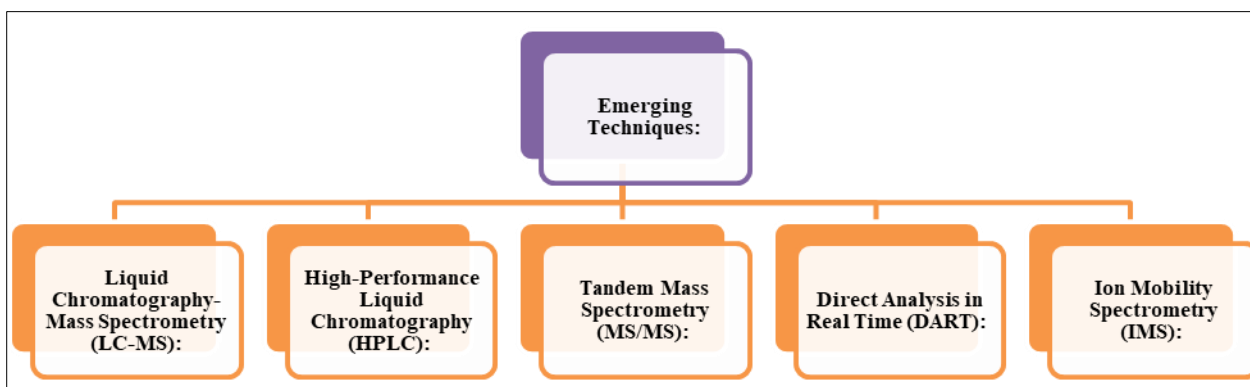 Emerging
Techniques:
Liquid
Chromatography-
Mass Spectrometry
(LC-MS):
High-Performance
Liquid
Chromatography
(HPLC):
Tandem Mass
Spectrometry
(MS/MS):
Direct Analysis in
Real Time (DART):
Ion Mobility
Spectrometry
(IMS):